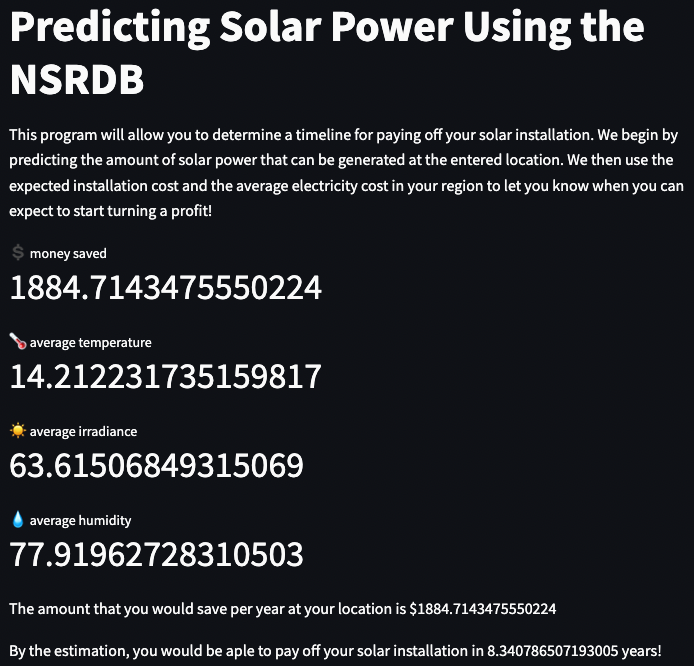 Predicting Solar Power Using the
NSRDB
This program will allow you to determine a timeline for paying off your solar installation. We begin by
predicting the amount of solar power that can be generated at the entered location. We then use the
expected installation cost and the average electricity cost in your region to let you know when you can
expect to start turning a profit!
💲 money saved
1884.7143475550224
🌡️ average temperature
14.212231735159817
☀️ average irradiance
63.61506849315069
💧 average humidity
77.91962728310503
The amount that you would save per year at your location is $1884.7143475550224
By the estimation, you would be aple to pay off your solar installation in 8.340786507193005 years!